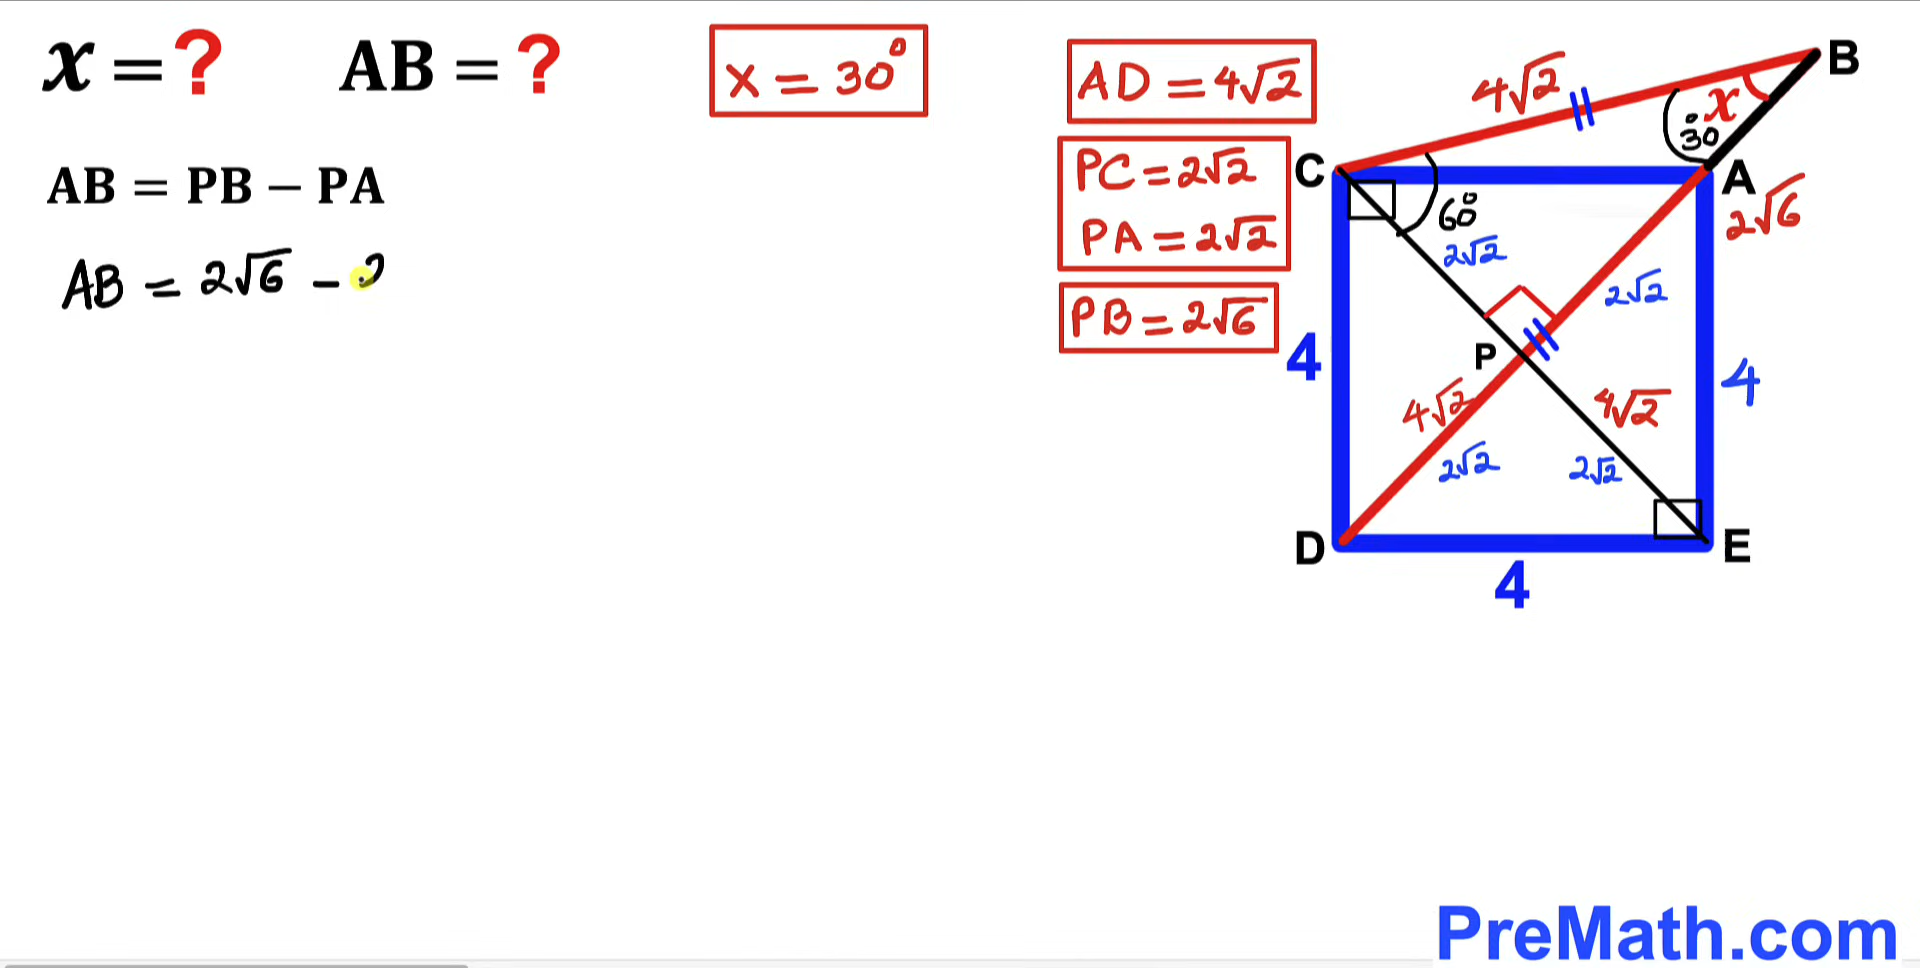 x = ? AB = ?
x = 30°
AB = PB − PA
AB = 2√6 −
AD = 4√2
PC = 2√2
PA = 2√2
PB = 2√6
B
4√2
x
30°
C
A
2√6
60°
2√2
2√2
P
4
4
4√2
4√2
2√2
2√2
D
E
4
PreMath.com